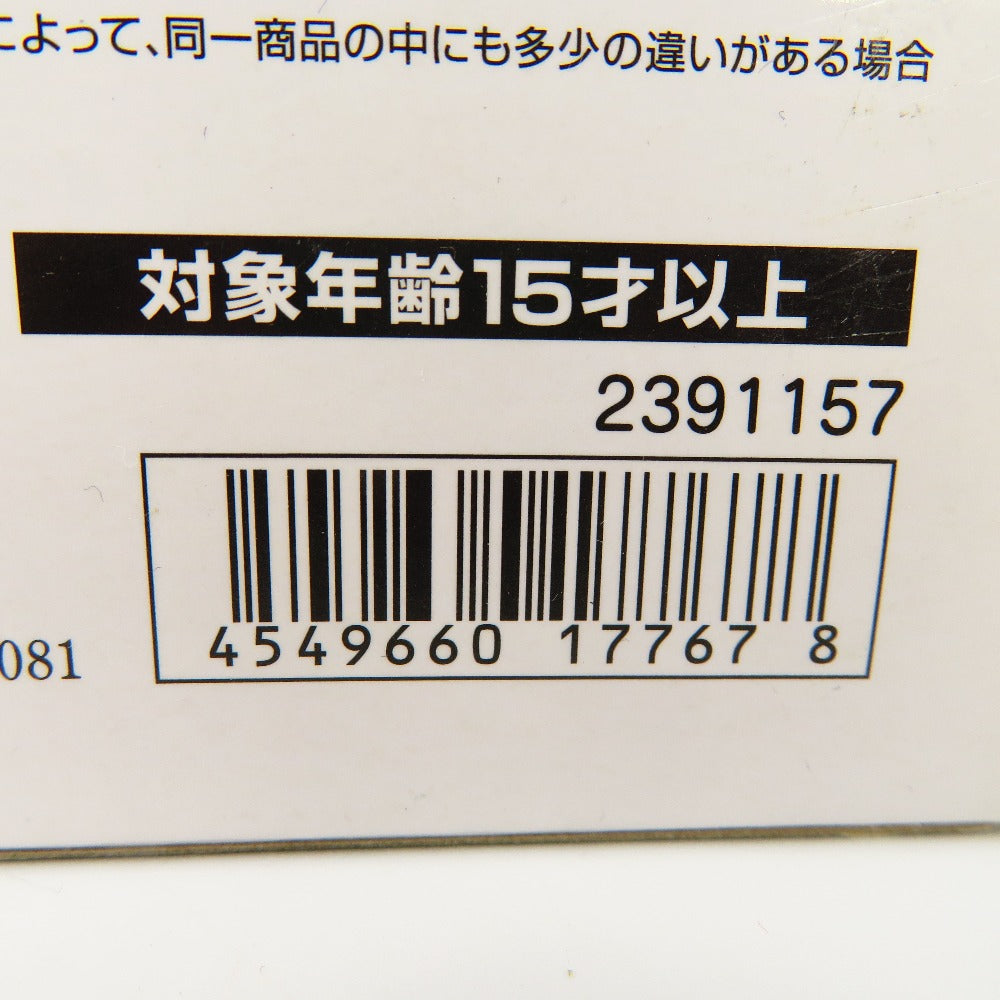 によって、同一商品の中にも多少の違いがある場合
対象年齢15才以上
2391157
4549660 17767 8
081